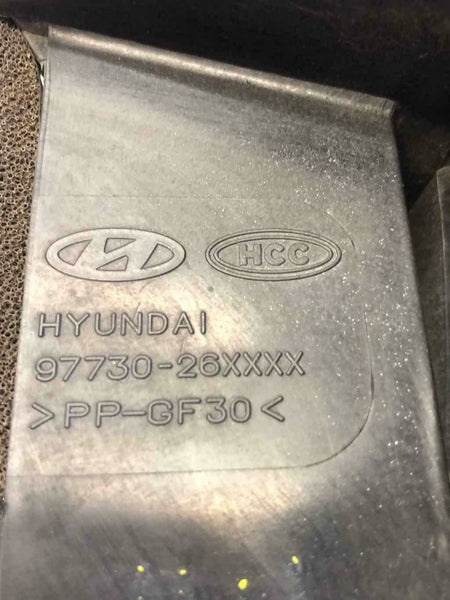 HCC
HYUNDAI
97730-26XXXX
>PP-GF30<